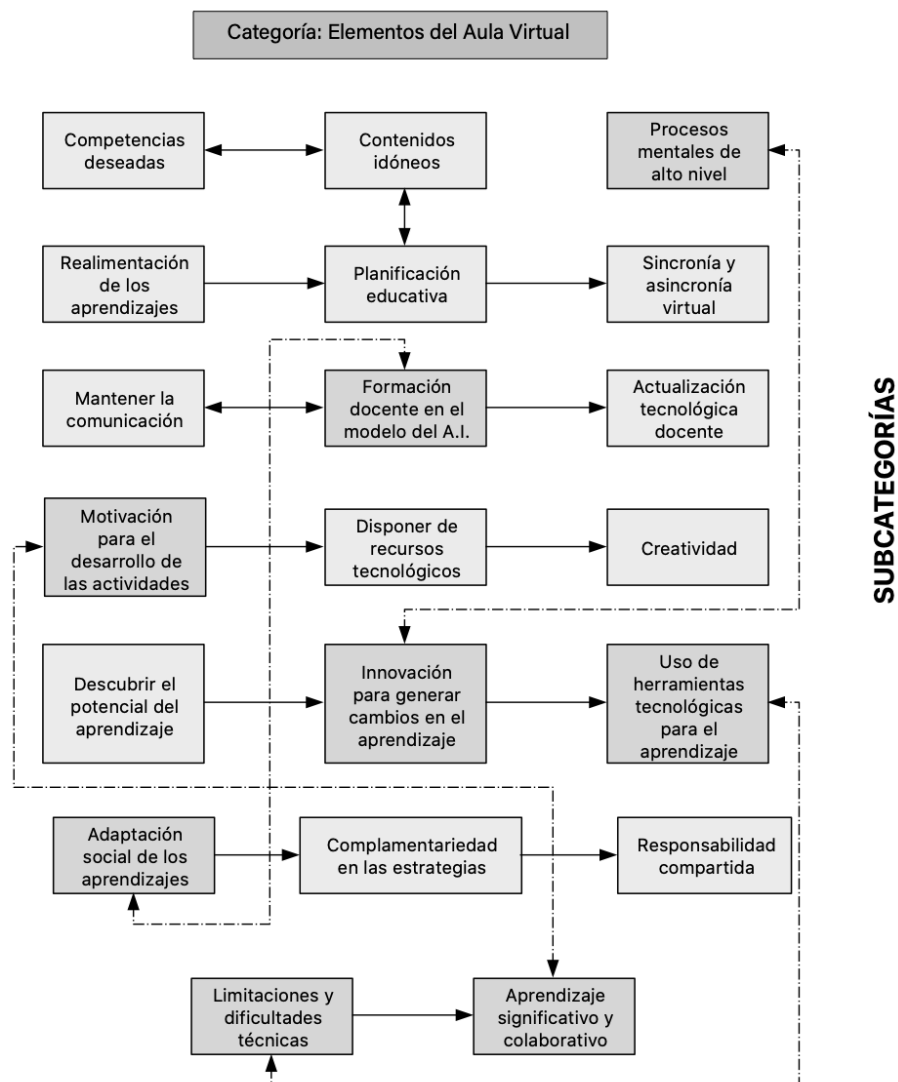 Categoría: Elementos del Aula Virtual
Competencias
deseadas
Contenidos
idóneos
Procesos
mentales de
alto nivel
Realimentación
de los
aprendizajes
Planificación
educativa
Sincronía y
asincronía
virtual
Mantener la
comunicación
Formación
docente en el
modelo del A.I.
Actualización
tecnológica
docente
Motivación
para el
desarrollo de
las actividades
Disponer de
recursos
tecnológicos
Creatividad
Descubrir el
potencial del
aprendizaje
Innovación
para generar
cambios en el
aprendizaje
Uso de
herramientas
tecnológicas
para el
aprendizaje
Adaptación
social de los
aprendizajes
Complamentariedad
en las estrategias
Responsabilidad
compartida
Limitaciones y
dificultades
técnicas
Aprendizaje
significativo y
colaborativo
SUBCATEGORÍAS